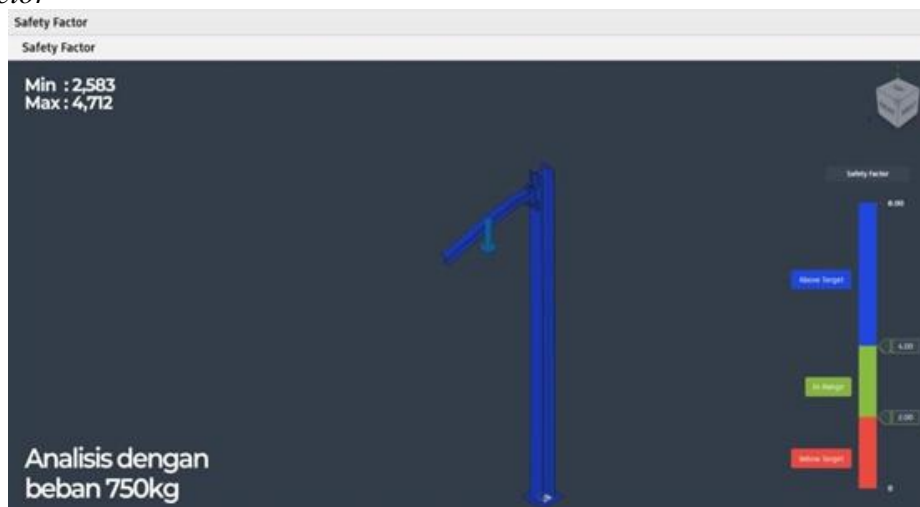 Safety Factor
Safety Factor
Min : 2,583
Max : 4,712
Safety Factor
8.00
Above Target
4.00
In Range
2.00
Below Target
0
Analisis dengan
beban 750kg